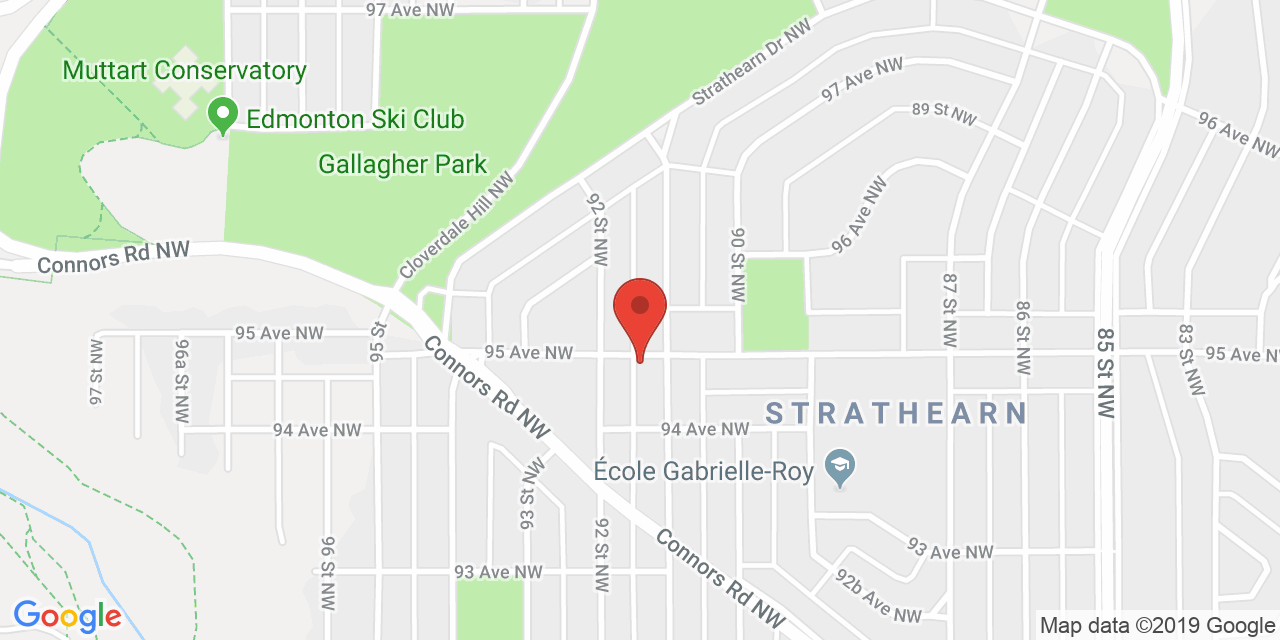 97 Ave NW
Strathearn Dr NW
Muttart Conservatory
97 Ave NW
Edmonton Ski Club
89 St NW
96 Ave NW
Gallagher Park
Cloverdale Hill NW
92 St NW
96 Ave NW
90 St NW
Connors Rd NW
87 St NW
86 St NW
85 St NW
83 St NW
95 Ave NW
95 St
97 St NW
96a St NW
95 Ave NW
95 Ave NW
Connors Rd NW
STRATHEARN
94 Ave NW
94 Ave NW
École Gabrielle-Roy
93 St NW
92 St NW
96 St NW
93 Ave NW
93 Ave NW
Connors Rd NW
92b Ave NW
Google
Map data ©2019 Google